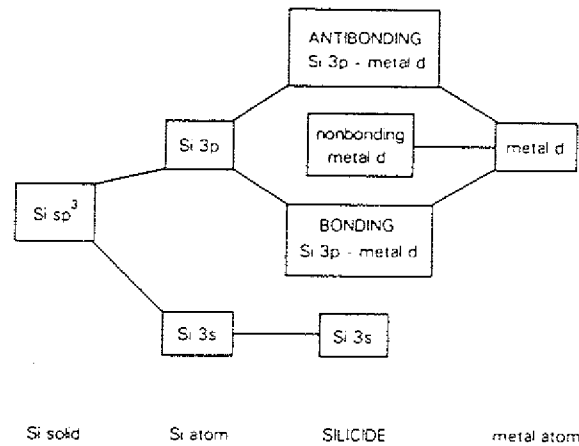 ANTIBONDING
Si 3p - metal d
Si 3p
nonbonding
metal d
metal d
Si sp³
BONDING
Si 3p - metal d
Si 3s
Si 3s
Si solid
Si atom
SILICIDE
metal atom